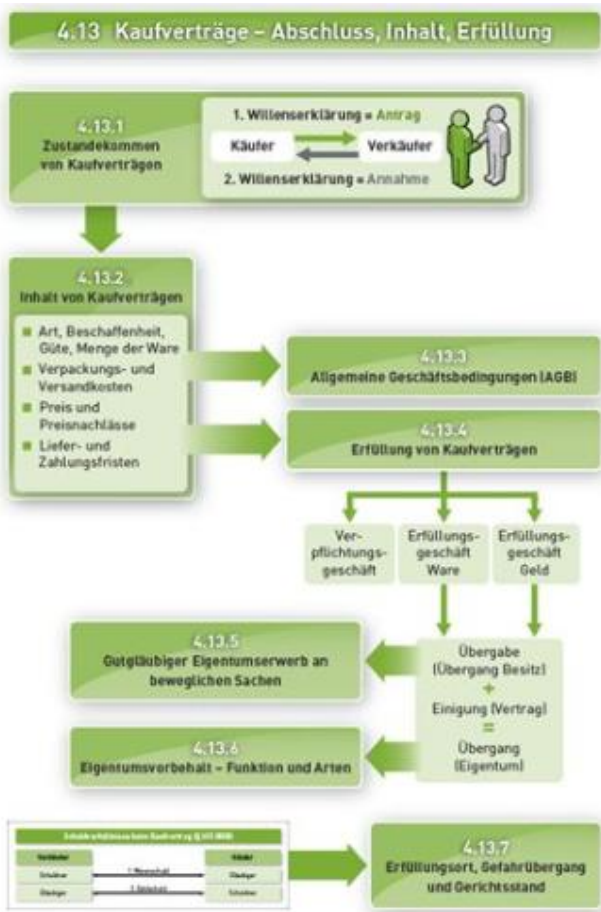 4.13 Kaufverträge – Abschluss, Inhalt, Erfüllung
4.13.1
Zustandekommen
von Kaufverträgen
1. Willenserklärung = Antrag
Käufer
Verkäufer
2. Willenserklärung = Annahme
4.13.2
Inhalt von Kaufverträgen
Art, Beschaffenheit,
Güte, Menge der Ware
Verpackungs- und
Versandkosten
Preis und
Preisnachlässe
Liefer- und
Zahlungsfristen
4.13.3
Allgemeine Geschäftsbedingungen (AGB)
4.13.4
Erfüllung von Kaufverträgen
Ver-
pflichtungs-
geschäft
Erfüllungs-
geschäft
Ware
Erfüllungs-
geschäft
Geld
4.13.5
Gutgläubiger Eigentumserwerb an
beweglichen Sachen
Übergabe
(Übergang Besitz)
+
Einigung (Vertrag)
=
Übergang
(Eigentum)
4.13.6
Eigentumsvorbehalt – Funktion und Arten
Verkäufer
Käufer
Schuldner
1. Warenschuld
Gläubiger
Gläubiger
2. Geldschuld
Schuldner
4.13.7
Erfüllungsort, Gefahrübergang
und Gerichtsstand